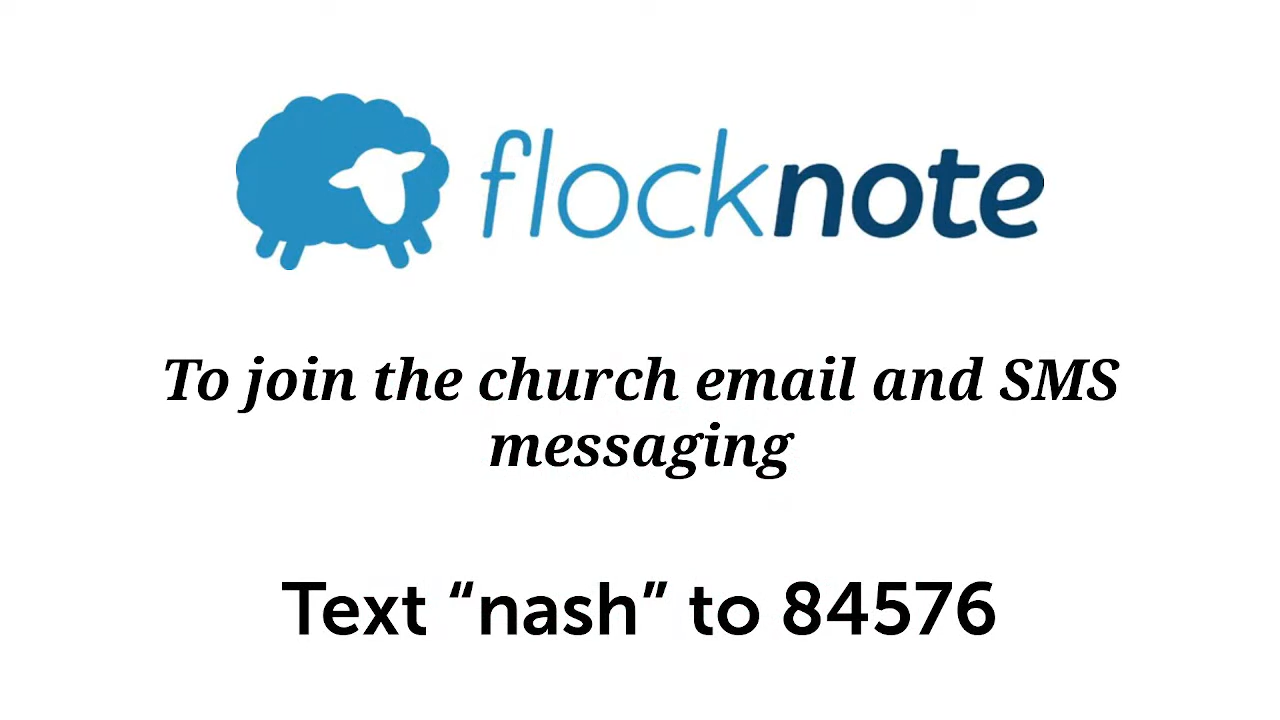 flocknote
To join the church email and SMS
messaging
Text “nash” to 84576